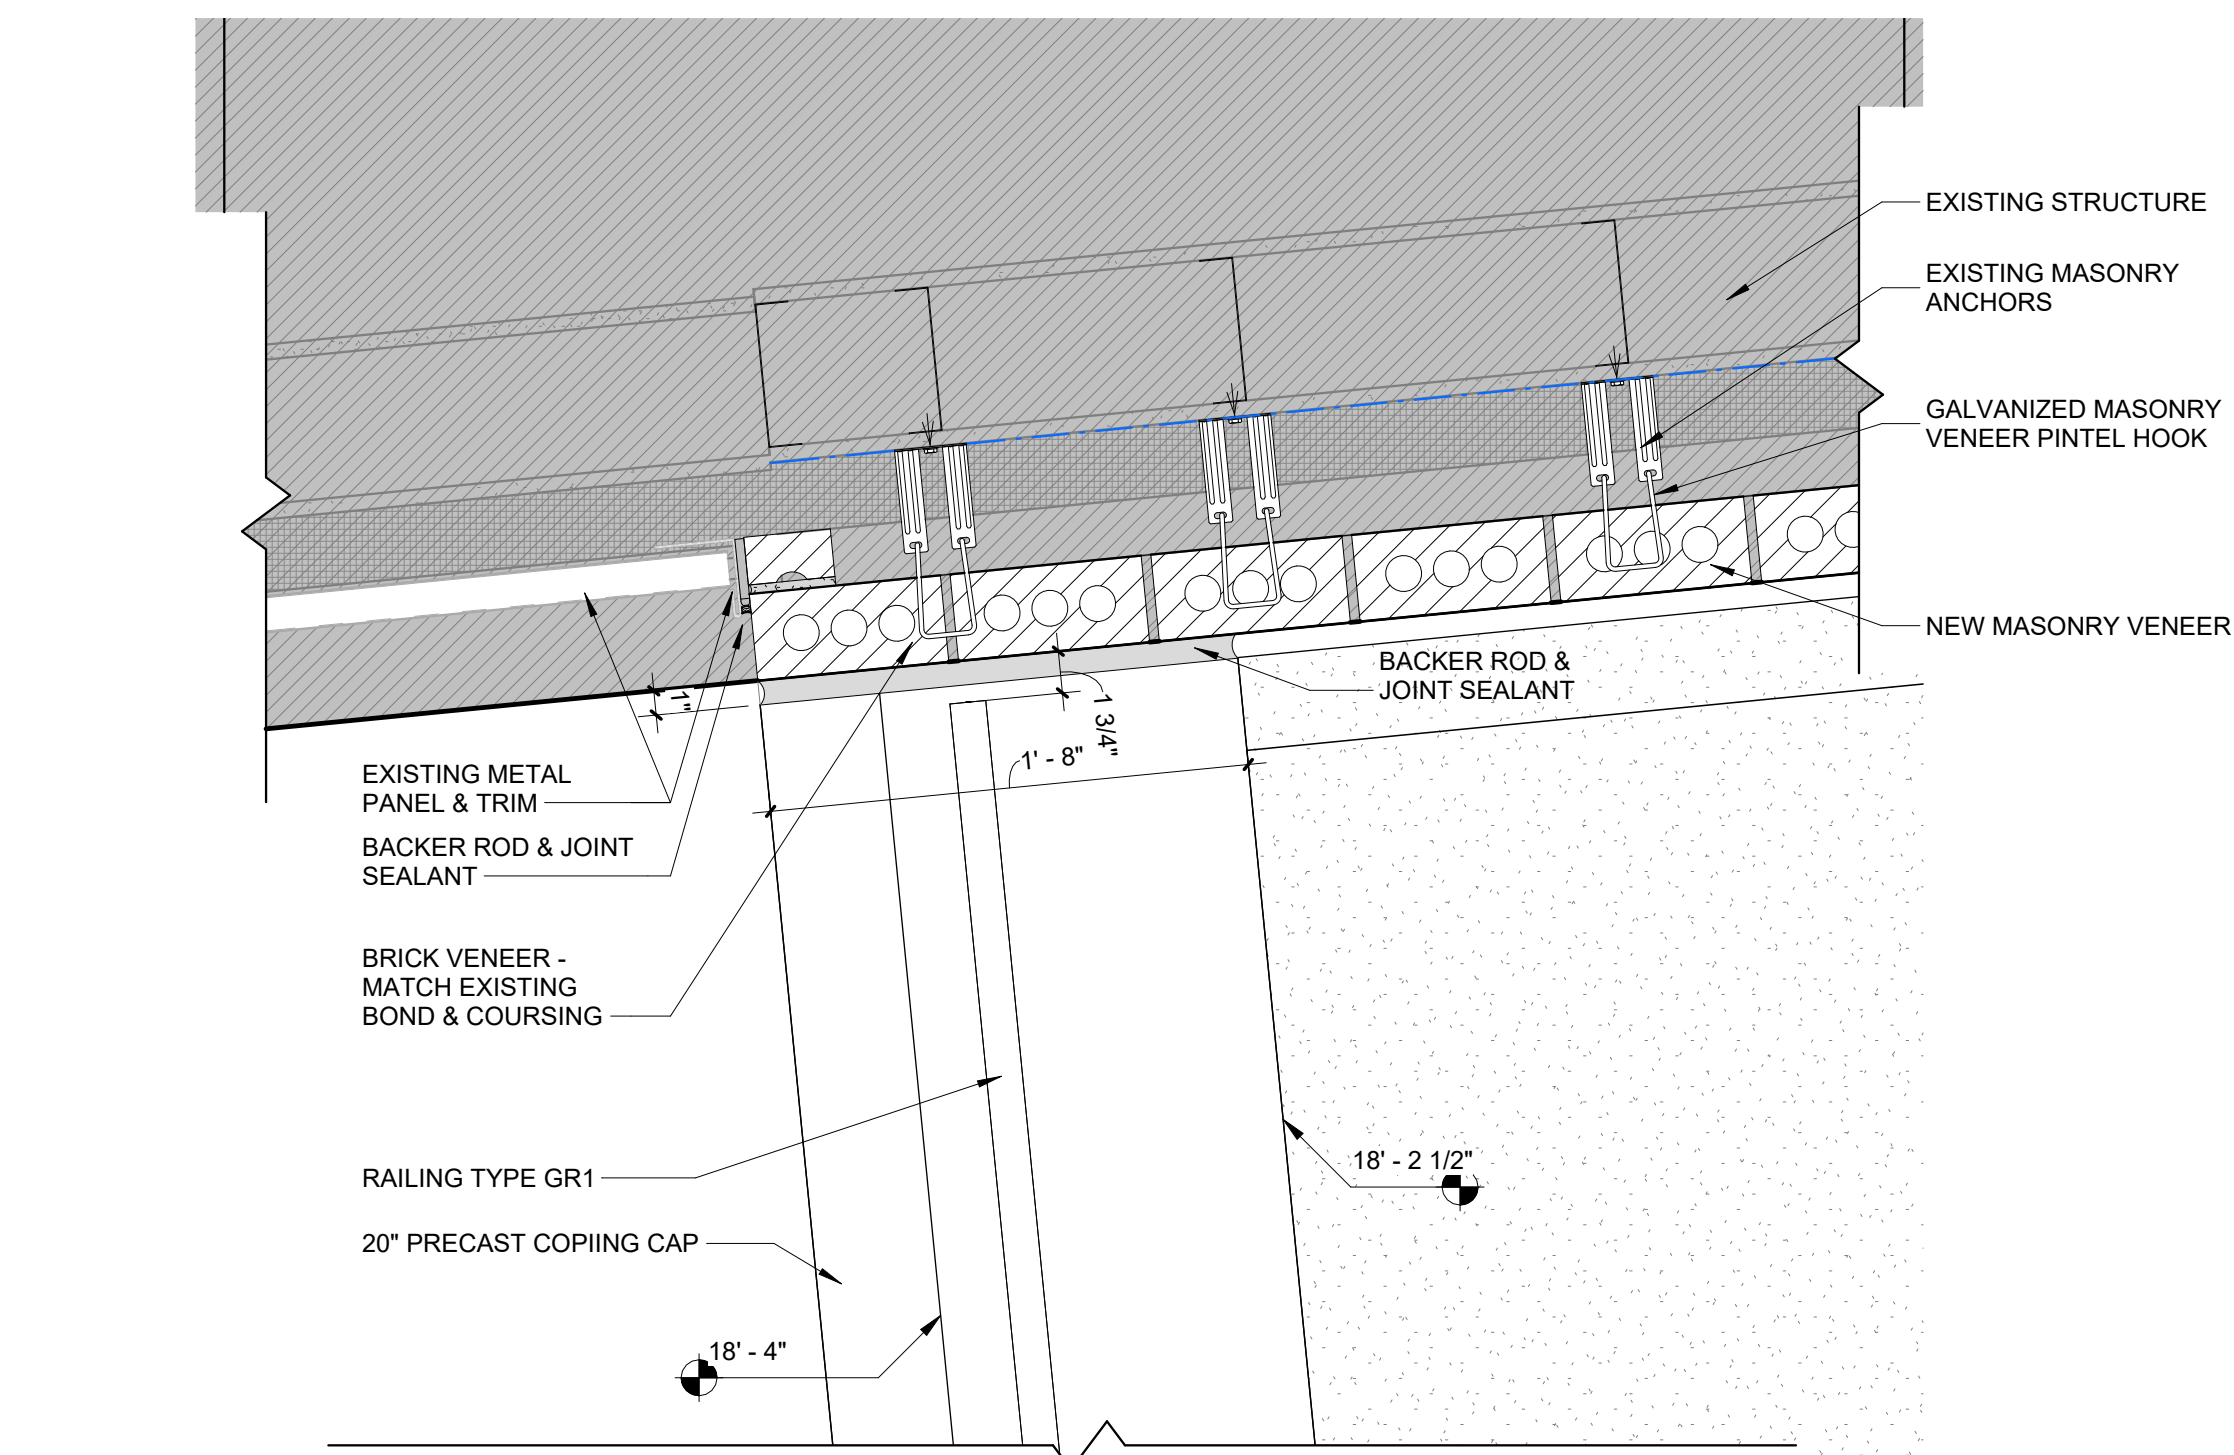 EXISTING STRUCTURE
EXISTING MASONRY
ANCHORS
GALVANIZED MASONRY
VENEER PINTEL HOOK
NEW MASONRY VENEER
BACKER ROD &
JOINT SEALANT
1"
1 3/4"
1' - 8"
EXISTING METAL
PANEL & TRIM
BACKER ROD & JOINT
SEALANT
BRICK VENEER -
MATCH EXISTING
BOND & COURSING
RAILING TYPE GR1
18' - 2 1/2"
20" PRECAST COPIING CAP
18' - 4"